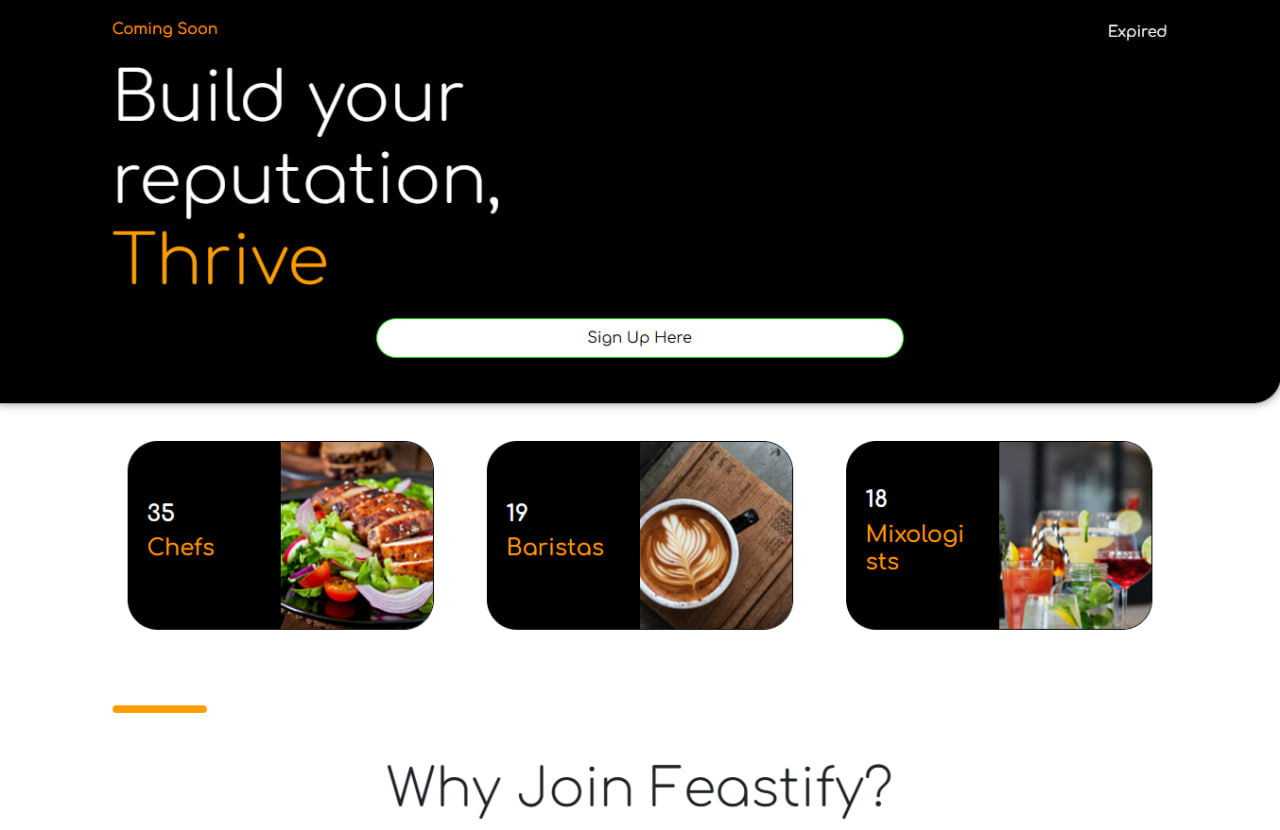 Coming Soon
Expired
Build your
reputation,
Thrive
Sign Up Here
35
Chefs
19
Baristas
18
Mixologi
sts
Why Join Feastify?